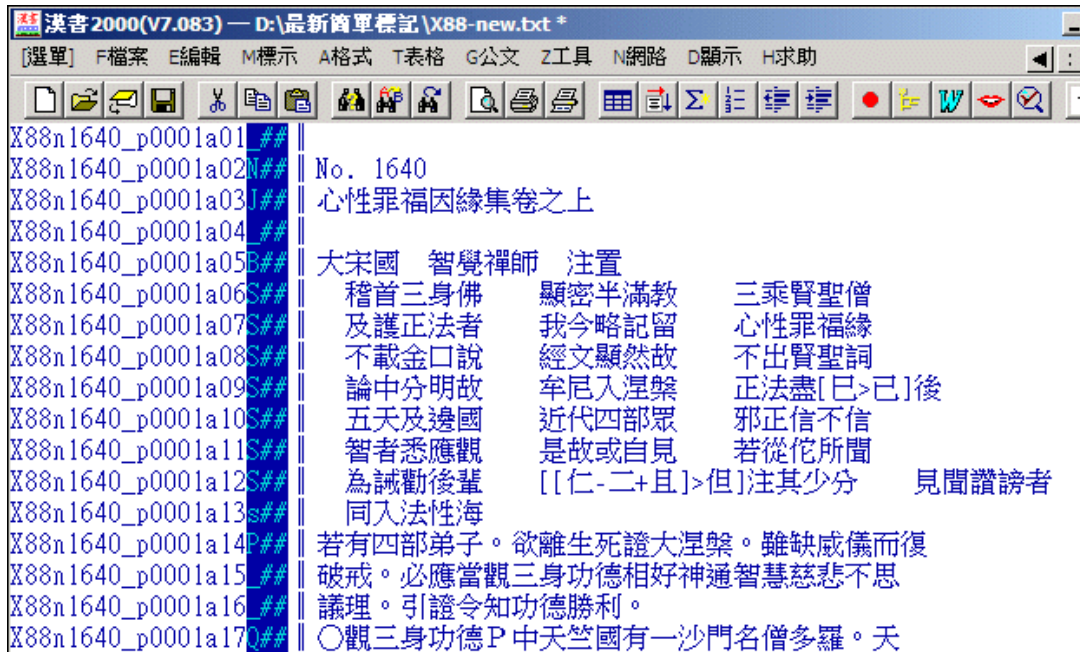 漢書2000(V7.083) — D:\最新簡單標記\X88-new.txt *
[選單] F檔案 E編輯 M標示 A格式 T表格 G公文 Z工具 N網路 D顯示 H求助
X88n1640_p0001a01_##║
X88n1640_p0001a02N##║No. 1640
X88n1640_p0001a03J##║心性罪福因緣集卷之上
X88n1640_p0001a04_##║
X88n1640_p0001a05B##║大宋國　智覺禪師　注置
X88n1640_p0001a06S##║　稽首三身佛　　顯密半滿教　　三乘賢聖僧
X88n1640_p0001a07S##║　及護正法者　　我今略記留　　心性罪福緣
X88n1640_p0001a08S##║　不載金口說　　經文顯然故　　不出賢聖詞
X88n1640_p0001a09S##║　論中分明故　　牟尼入涅槃　　正法盡[巳>已]後
X88n1640_p0001a10S##║　五天及邊國　　近代四部眾　　邪正信不信
X88n1640_p0001a11S##║　智者悉應觀　　是故或自見　　若從佗所聞
X88n1640_p0001a12S##║　為誡勸後輩　　[[仁-二+且]>但]注其少分　　見聞讚謗者
X88n1640_p0001a13s##║　同入法性海
X88n1640_p0001a14P##║若有四部弟子。欲離生死證大涅槃。雖缺威儀而復
X88n1640_p0001a15_##║破戒。必應當觀三身功德相好神通智慧慈悲不思
X88n1640_p0001a16_##║議理。引證令知功德勝利。
X88n1640_p0001a17Q##║○觀三身功德Ｐ中天竺國有一沙門名僧多羅。天